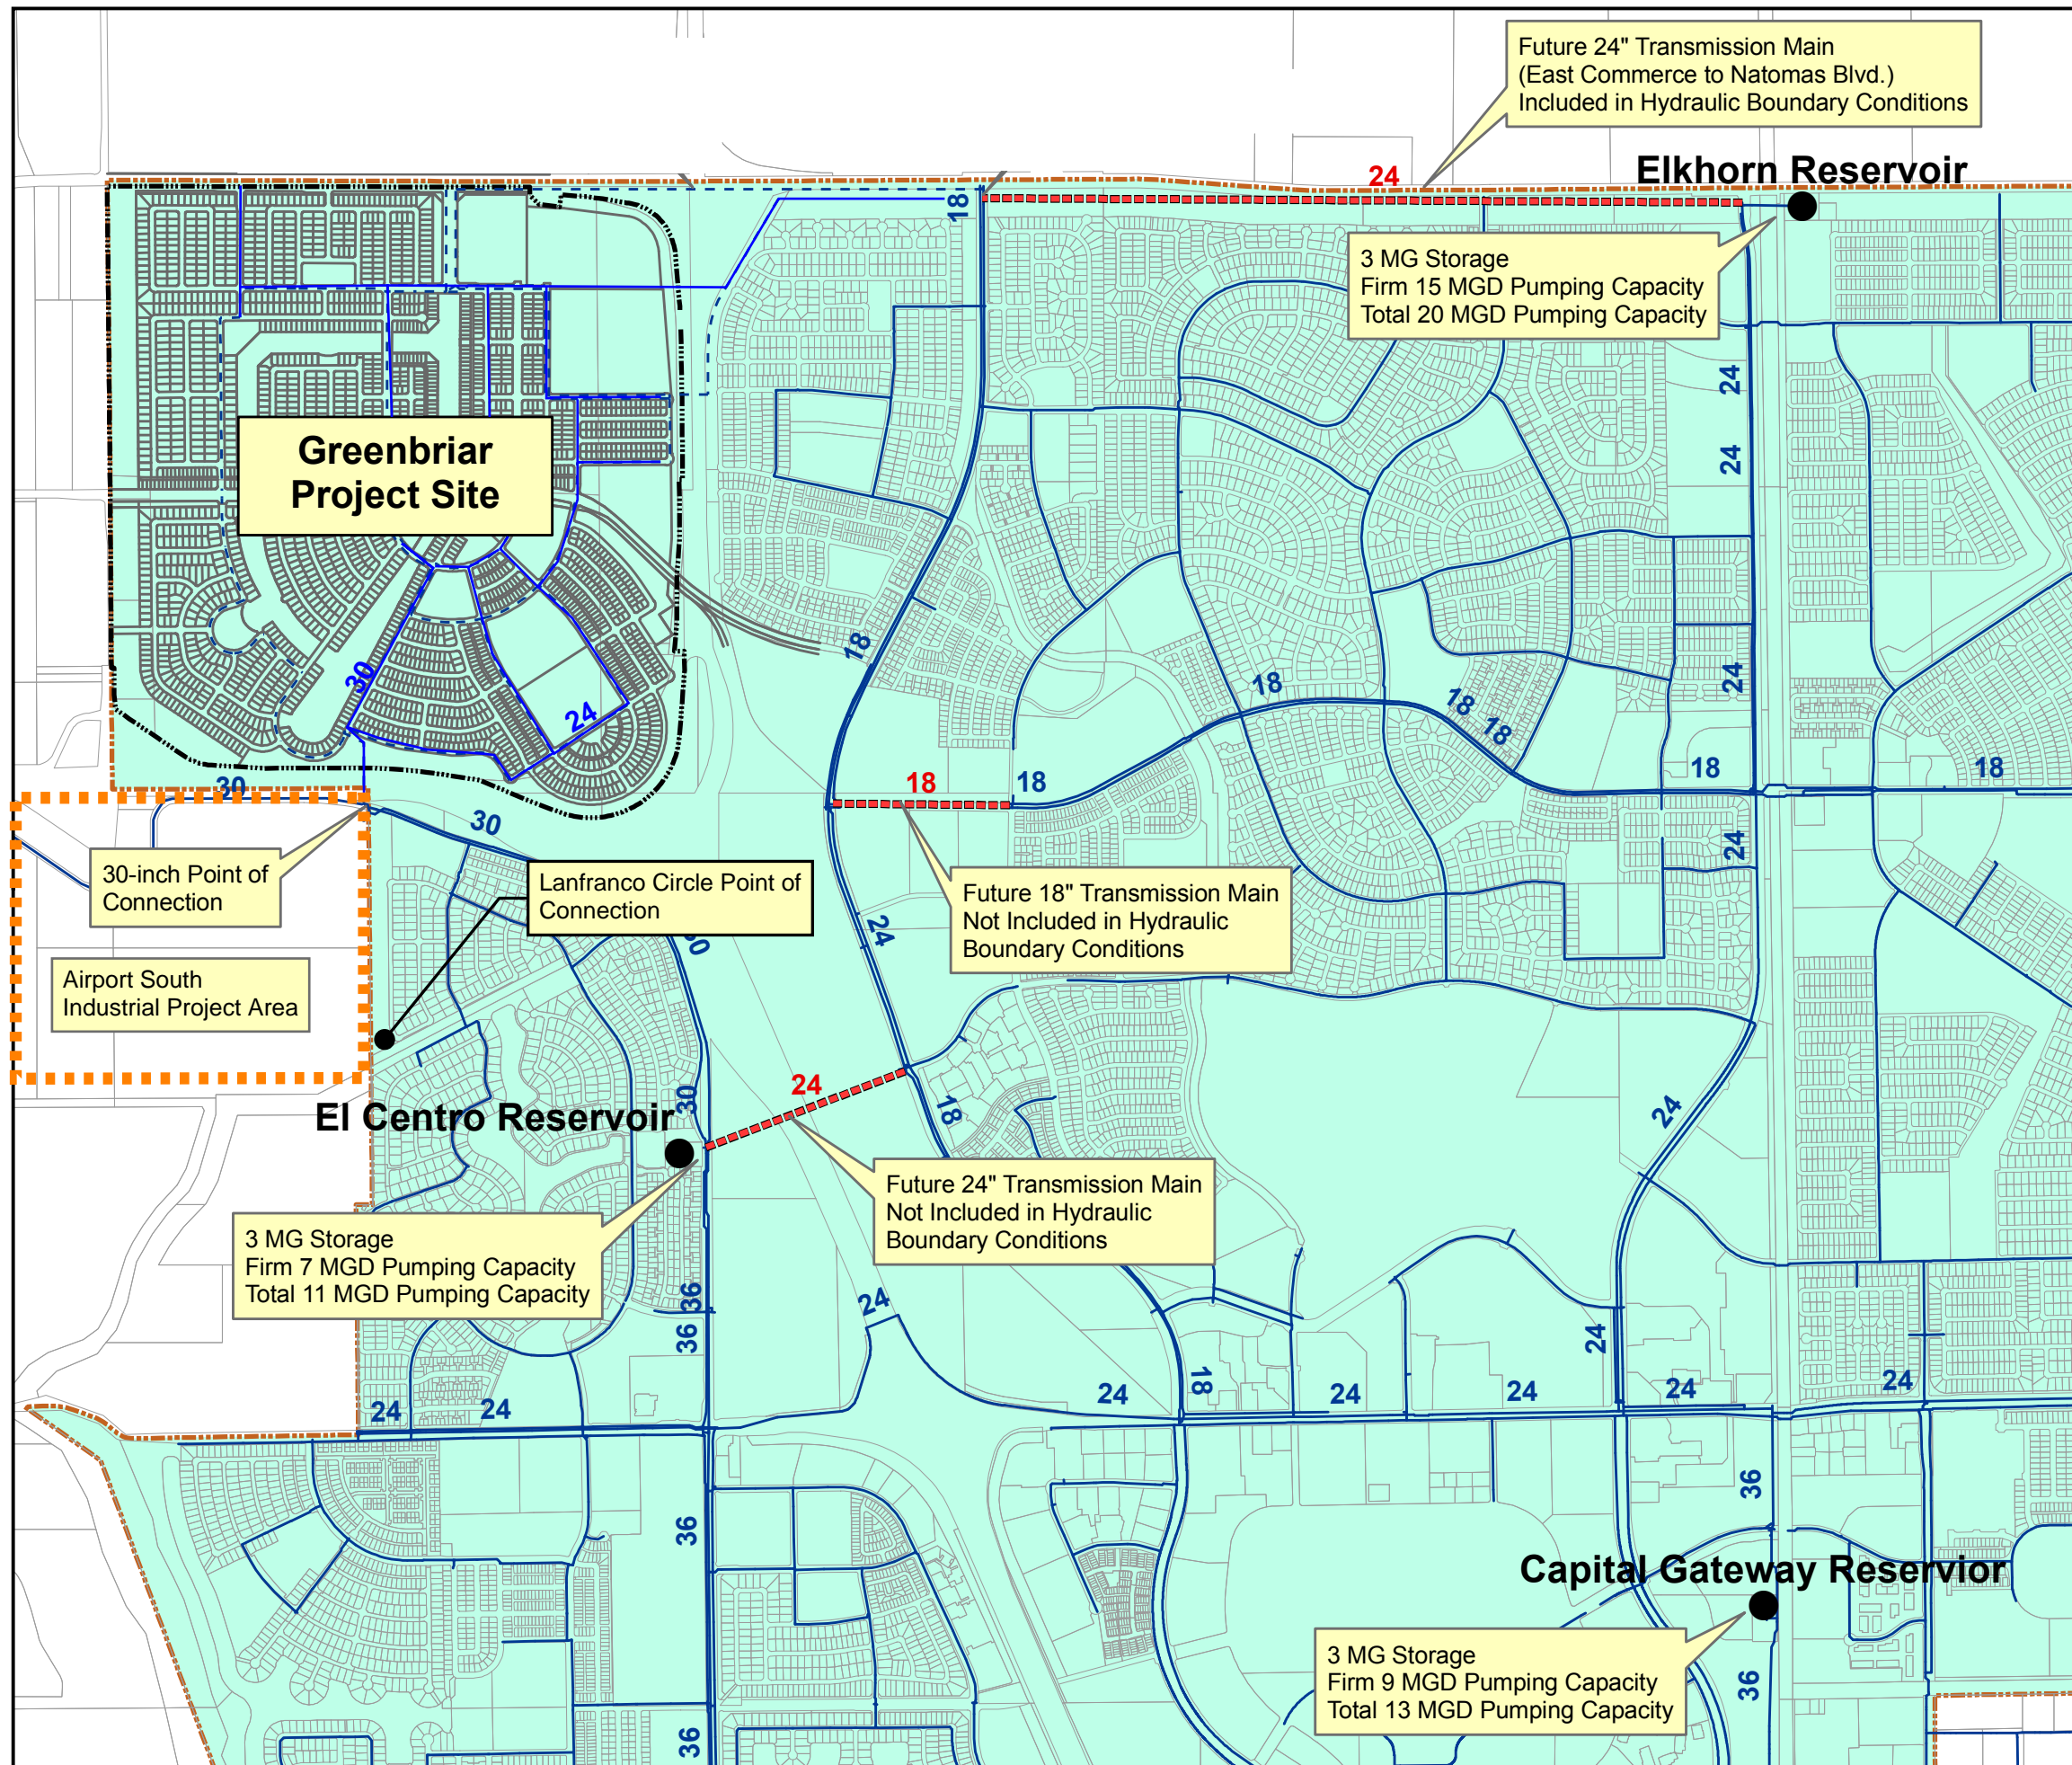 Future 24" Transmission Main
(East Commerce to Natomas Blvd.)
Included in Hydraulic Boundary Conditions
24
Elkhorn Reservoir
18
3 MG Storage
Firm 15 MGD Pumping Capacity
Total 20 MGD Pumping Capacity
24
24
Greenbriar
Project Site
18
30
24
18
18
18
24
18
18
30
18
18
30
24
30-inch Point of
Connection
Lanfranco Circle Point of
Connection
Future 18" Transmission Main
Not Included in Hydraulic
Boundary Conditions
24
Airport South
Industrial Project Area
24
30
18
24
El Centro Reservoir
Future 24" Transmission Main
Not Included in Hydraulic
Boundary Conditions
3 MG Storage
Firm 7 MGD Pumping Capacity
Total 11 MGD Pumping Capacity
36
24
36
24
18
24
24
24
24
24
24
24
36
36
Capital Gateway Reservior
3 MG Storage
Firm 9 MGD Pumping Capacity
Total 13 MGD Pumping Capacity
36
36